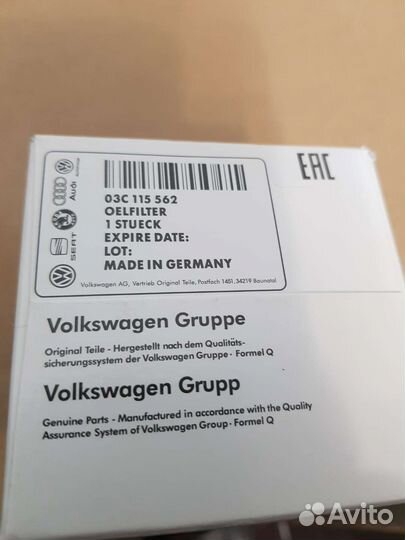 EAC
03C 115 562
OELFILTER
1 STUECK
EXPIRE DATE:
LOT:
MADE IN GERMANY
Volkswagen AG, Vertrieb Original Teile, Postfach 1451, 34219 Baunatal
Audi
SEAT
Volkswagen Gruppe
Original Teile - Hergestellt nach dem Qualitäts-
sicherungssystem der Volkswagen Gruppe · Formel Q
Volkswagen Grupp
Genuine Parts - Manufactured in accordance with the Quality
Assurance System of Volkswagen Group · Formel Q
Avito